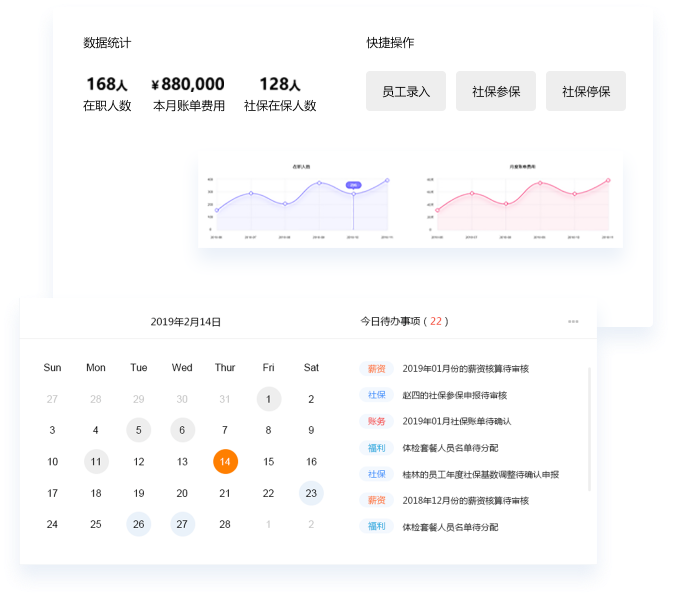 数据统计
168人 ¥880,000 128人
在职人数 本月账单费用 社保在保人数
快捷操作
员工录入 社保参保 社保停保
在职人数
2019年2月14日
Sun Mon Tue Wed Thur Fri Sat
27 28 29 30 31 1 2
3 4 5 6 7 8 9
10 11 12 13 14 15 16
17 18 19 20 21 22 23
24 25 26 27 28 1 2
今日待办事项（22）
薪资 2019年01月份的薪资核算待审核
社保 赵四的社保参保申报待审核
账务 2019年01月社保账单待确认
福利 体检套餐人员名单待分配
社保 桂林的员工年度社保基数调整待确认申报
薪资 2018年12月份的薪资核算待审核
福利 体检套餐人员名单待分配